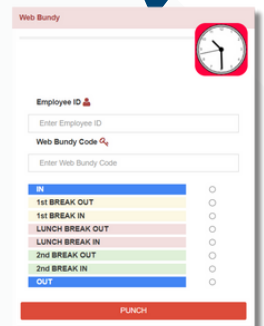 Web Bundy
Employee ID
Enter Employee ID
Web Bundy Code
Enter Web Bundy Code
IN
1st BREAK OUT
1st BREAK IN
LUNCH BREAK OUT
LUNCH BREAK IN
2nd BREAK OUT
2nd BREAK IN
OUT
PUNCH